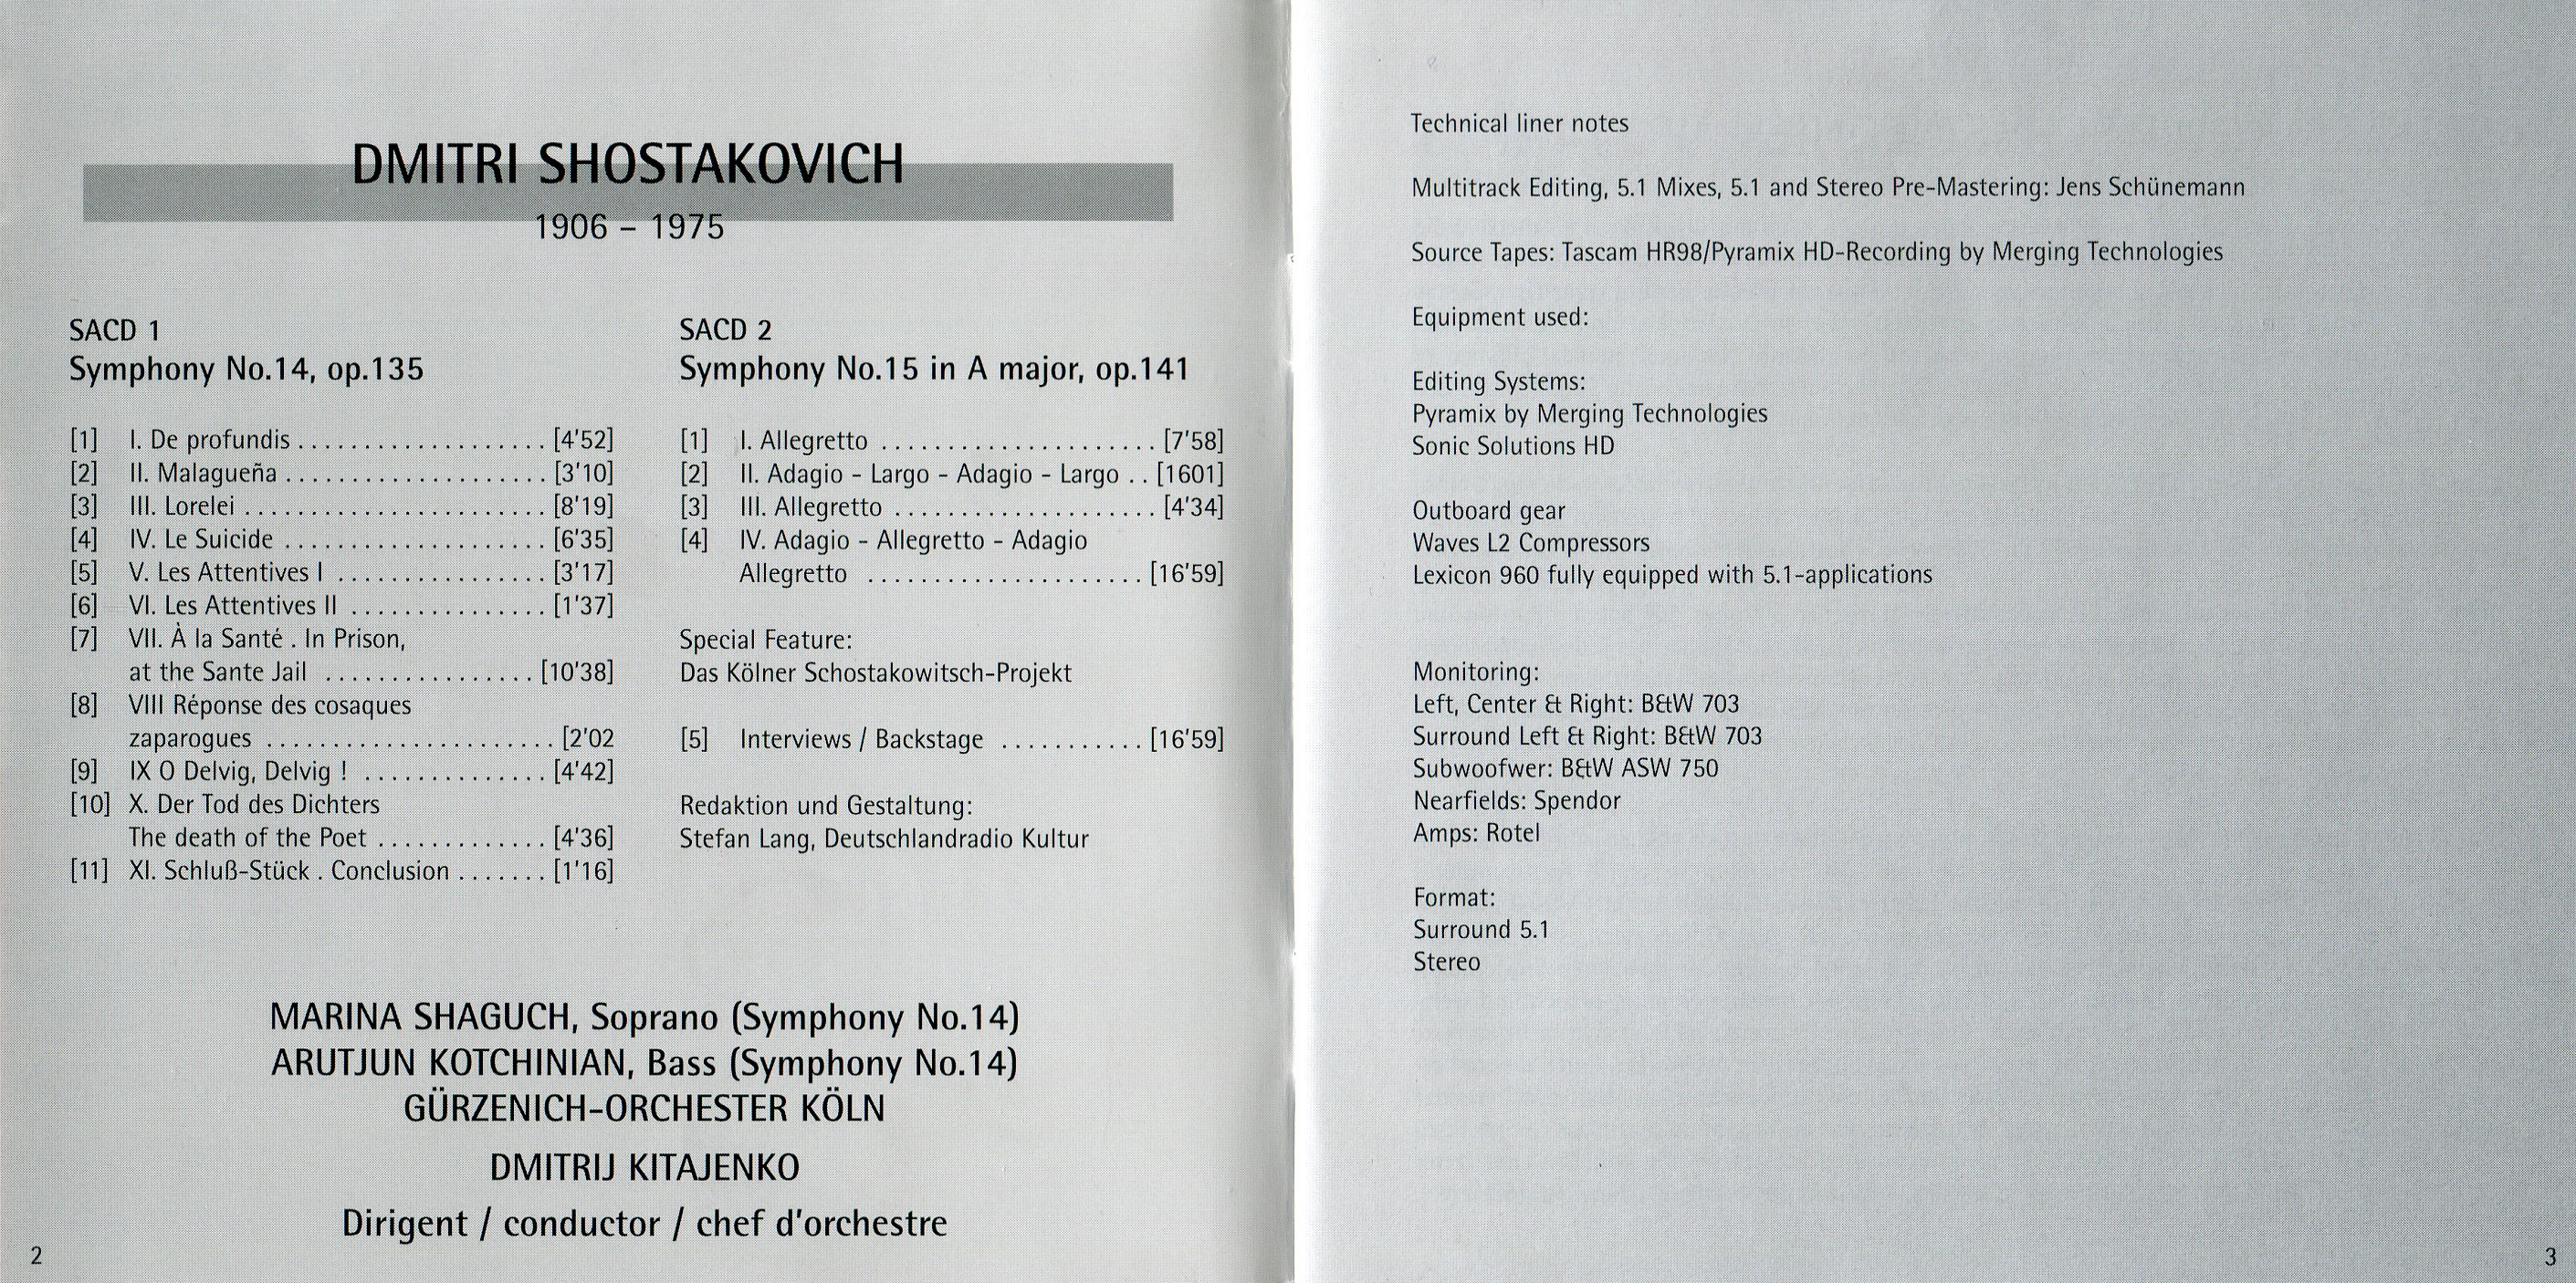 DMITRI SHOSTAKOVICH
1906 – 1975
SACD 1
Symphony No.14, op.135
[1] I. De profundis . . . . . . . . . . . . . . . . . . . [4'52]
[2] II. Malagueña . . . . . . . . . . . . . . . . . . . . [3'10]
[3] III. Lorelei . . . . . . . . . . . . . . . . . . . . . . . [8'19]
[4] IV. Le Suicide . . . . . . . . . . . . . . . . . . . . [6'35]
[5] V. Les Attentives I . . . . . . . . . . . . . . . . [3'17]
[6] VI. Les Attentives II . . . . . . . . . . . . . . . [1'37]
[7] VII. À la Santé . In Prison,
at the Sante Jail . . . . . . . . . . . . . . . . [10'38]
[8] VIII Réponse des cosaques
zaparogues . . . . . . . . . . . . . . . . . . . . . . [2'02
[9] IX O Delvig, Delvig ! . . . . . . . . . . . . . . [4'42]
[10] X. Der Tod des Dichters
The death of the Poet . . . . . . . . . . . . . [4'36]
[11] XI. Schluß-Stück . Conclusion . . . . . . . [1'16]
SACD 2
Symphony No.15 in A major, op.141
[1] I. Allegretto . . . . . . . . . . . . . . . . . . . . . [7'58]
[2] II. Adagio - Largo - Adagio - Largo . . [1601]
[3] III. Allegretto . . . . . . . . . . . . . . . . . . . . [4'34]
[4] IV. Adagio - Allegretto - Adagio
Allegretto . . . . . . . . . . . . . . . . . . . . . [16'59]
Special Feature:
Das Kölner Schostakowitsch-Projekt
[5] Interviews / Backstage . . . . . . . . . . . [16'59]
Redaktion und Gestaltung:
Stefan Lang, Deutschlandradio Kultur
MARINA SHAGUCH, Soprano (Symphony No.14)
ARUTJUN KOTCHINIAN, Bass (Symphony No.14)
GÜRZENICH-ORCHESTER KÖLN
DMITRIJ KITAJENKO
Dirigent / conductor / chef d'orchestre
2
Technical liner notes
Multitrack Editing, 5.1 Mixes, 5.1 and Stereo Pre-Mastering: Jens Schünemann
Source Tapes: Tascam HR98/Pyramix HD-Recording by Merging Technologies
Equipment used:
Editing Systems:
Pyramix by Merging Technologies
Sonic Solutions HD
Outboard gear
Waves L2 Compressors
Lexicon 960 fully equipped with 5.1-applications
Monitoring:
Left, Center & Right: B&W 703
Surround Left & Right: B&W 703
Subwoofwer: B&W ASW 750
Nearfields: Spendor
Amps: Rotel
Format:
Surround 5.1
Stereo
3